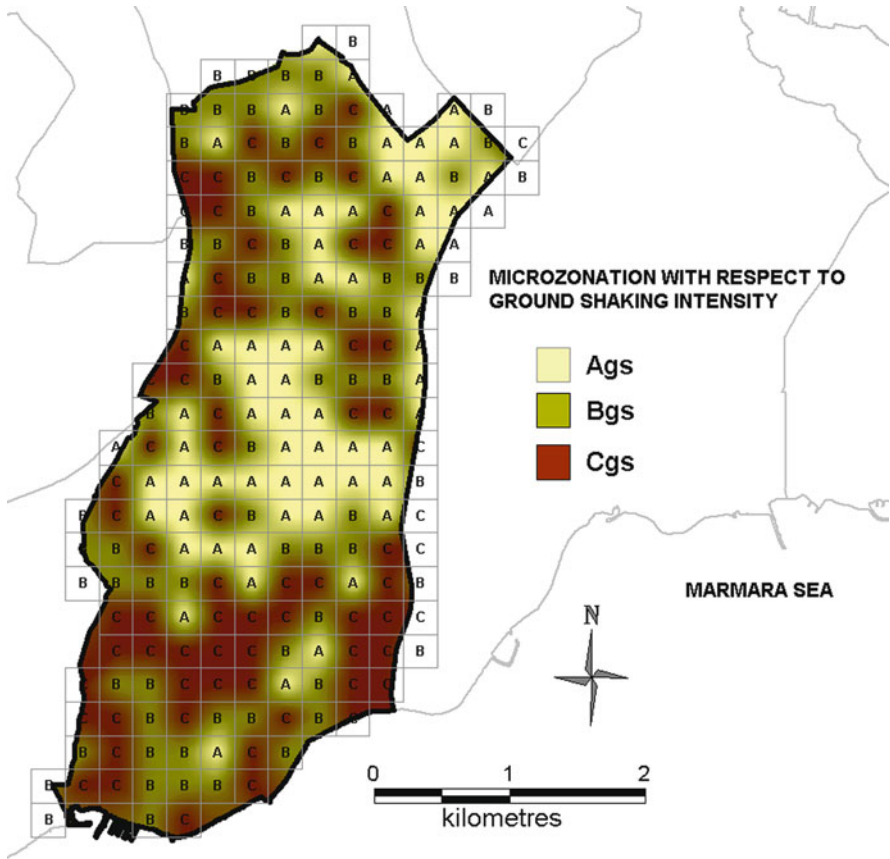 B
B B B B A
B B B A B C A A B
B A C B C B A A A B C
C C B C B C A A B A B
C C B A A A C A A A
B B C B A C C A A
A C B B A A B B B
MICROZONATION WITH RESPECT TO
GROUND SHAKING INTENSITY
B C C B C B B A
C A A A A C C A
Ags
C C B A A B B B A
B A C A A A C C A
Bgs
A C A C B A A A A C
Cgs
C A A A A A A A A B
B C A A C B A A B A C
B C A A A B B B C C
B B B B C A C C A C B
MARMARA SEA
C C A C C C B C C C
N
C C C C C B A C C B
C B B C C C A B C C
C C B C B B C B C
B C B B A C B
0 1 2
B C C B B B C
kilometres
B B C